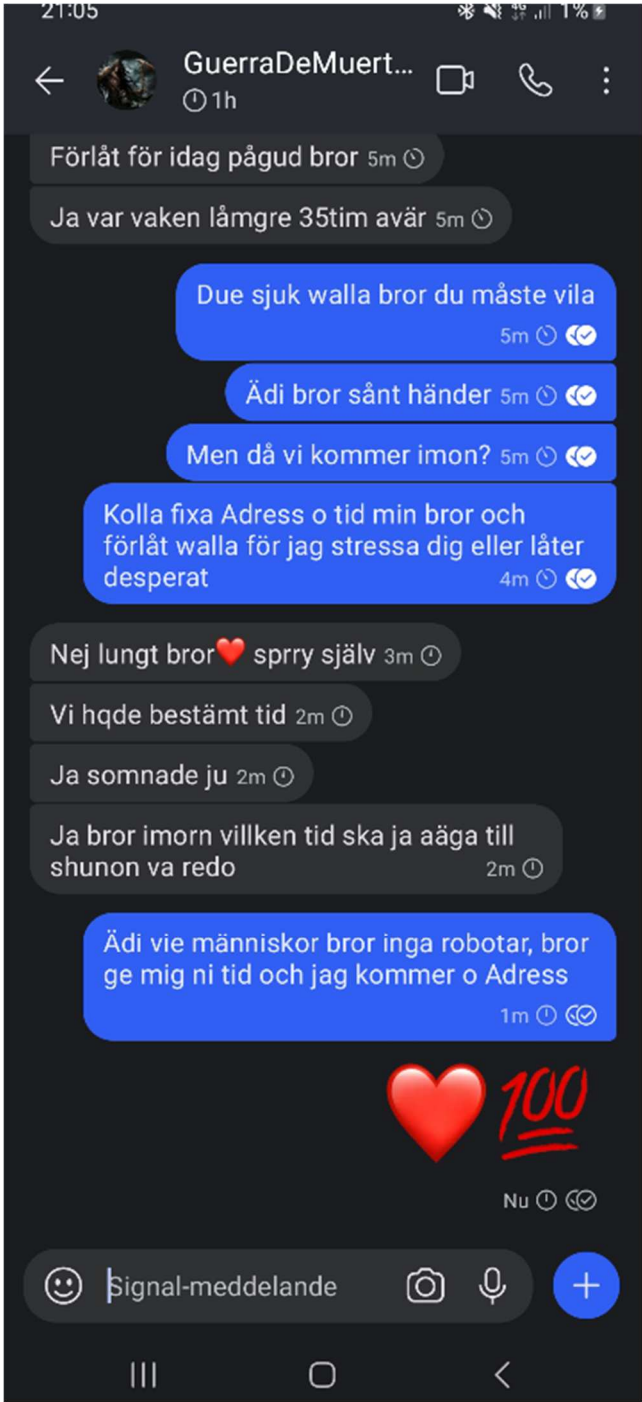 21:05 4G 1%
GuerraDeMuert...
1h
Förlåt för idag pågud bror 5m
Ja var vaken låmgre 35tim avär 5m
Due sjuk walla bror du måste vila
5m
Ädi bror sånt händer 5m
Men då vi kommer imon? 5m
Kolla fixa Adress o tid min bror och
förlåt walla för jag stressa dig eller låter
desperat 4m
Nej lungt bror❤️ sprry själv 3m
Vi hqde bestämt tid 2m
Ja somnade ju 2m
Ja bror imorn villken tid ska ja aäga till
shunon va redo 2m
Ädi vie människor bror inga robotar, bror
ge mig ni tid och jag kommer o Adress
1m
❤️💯
Nu
Signal-meddelande